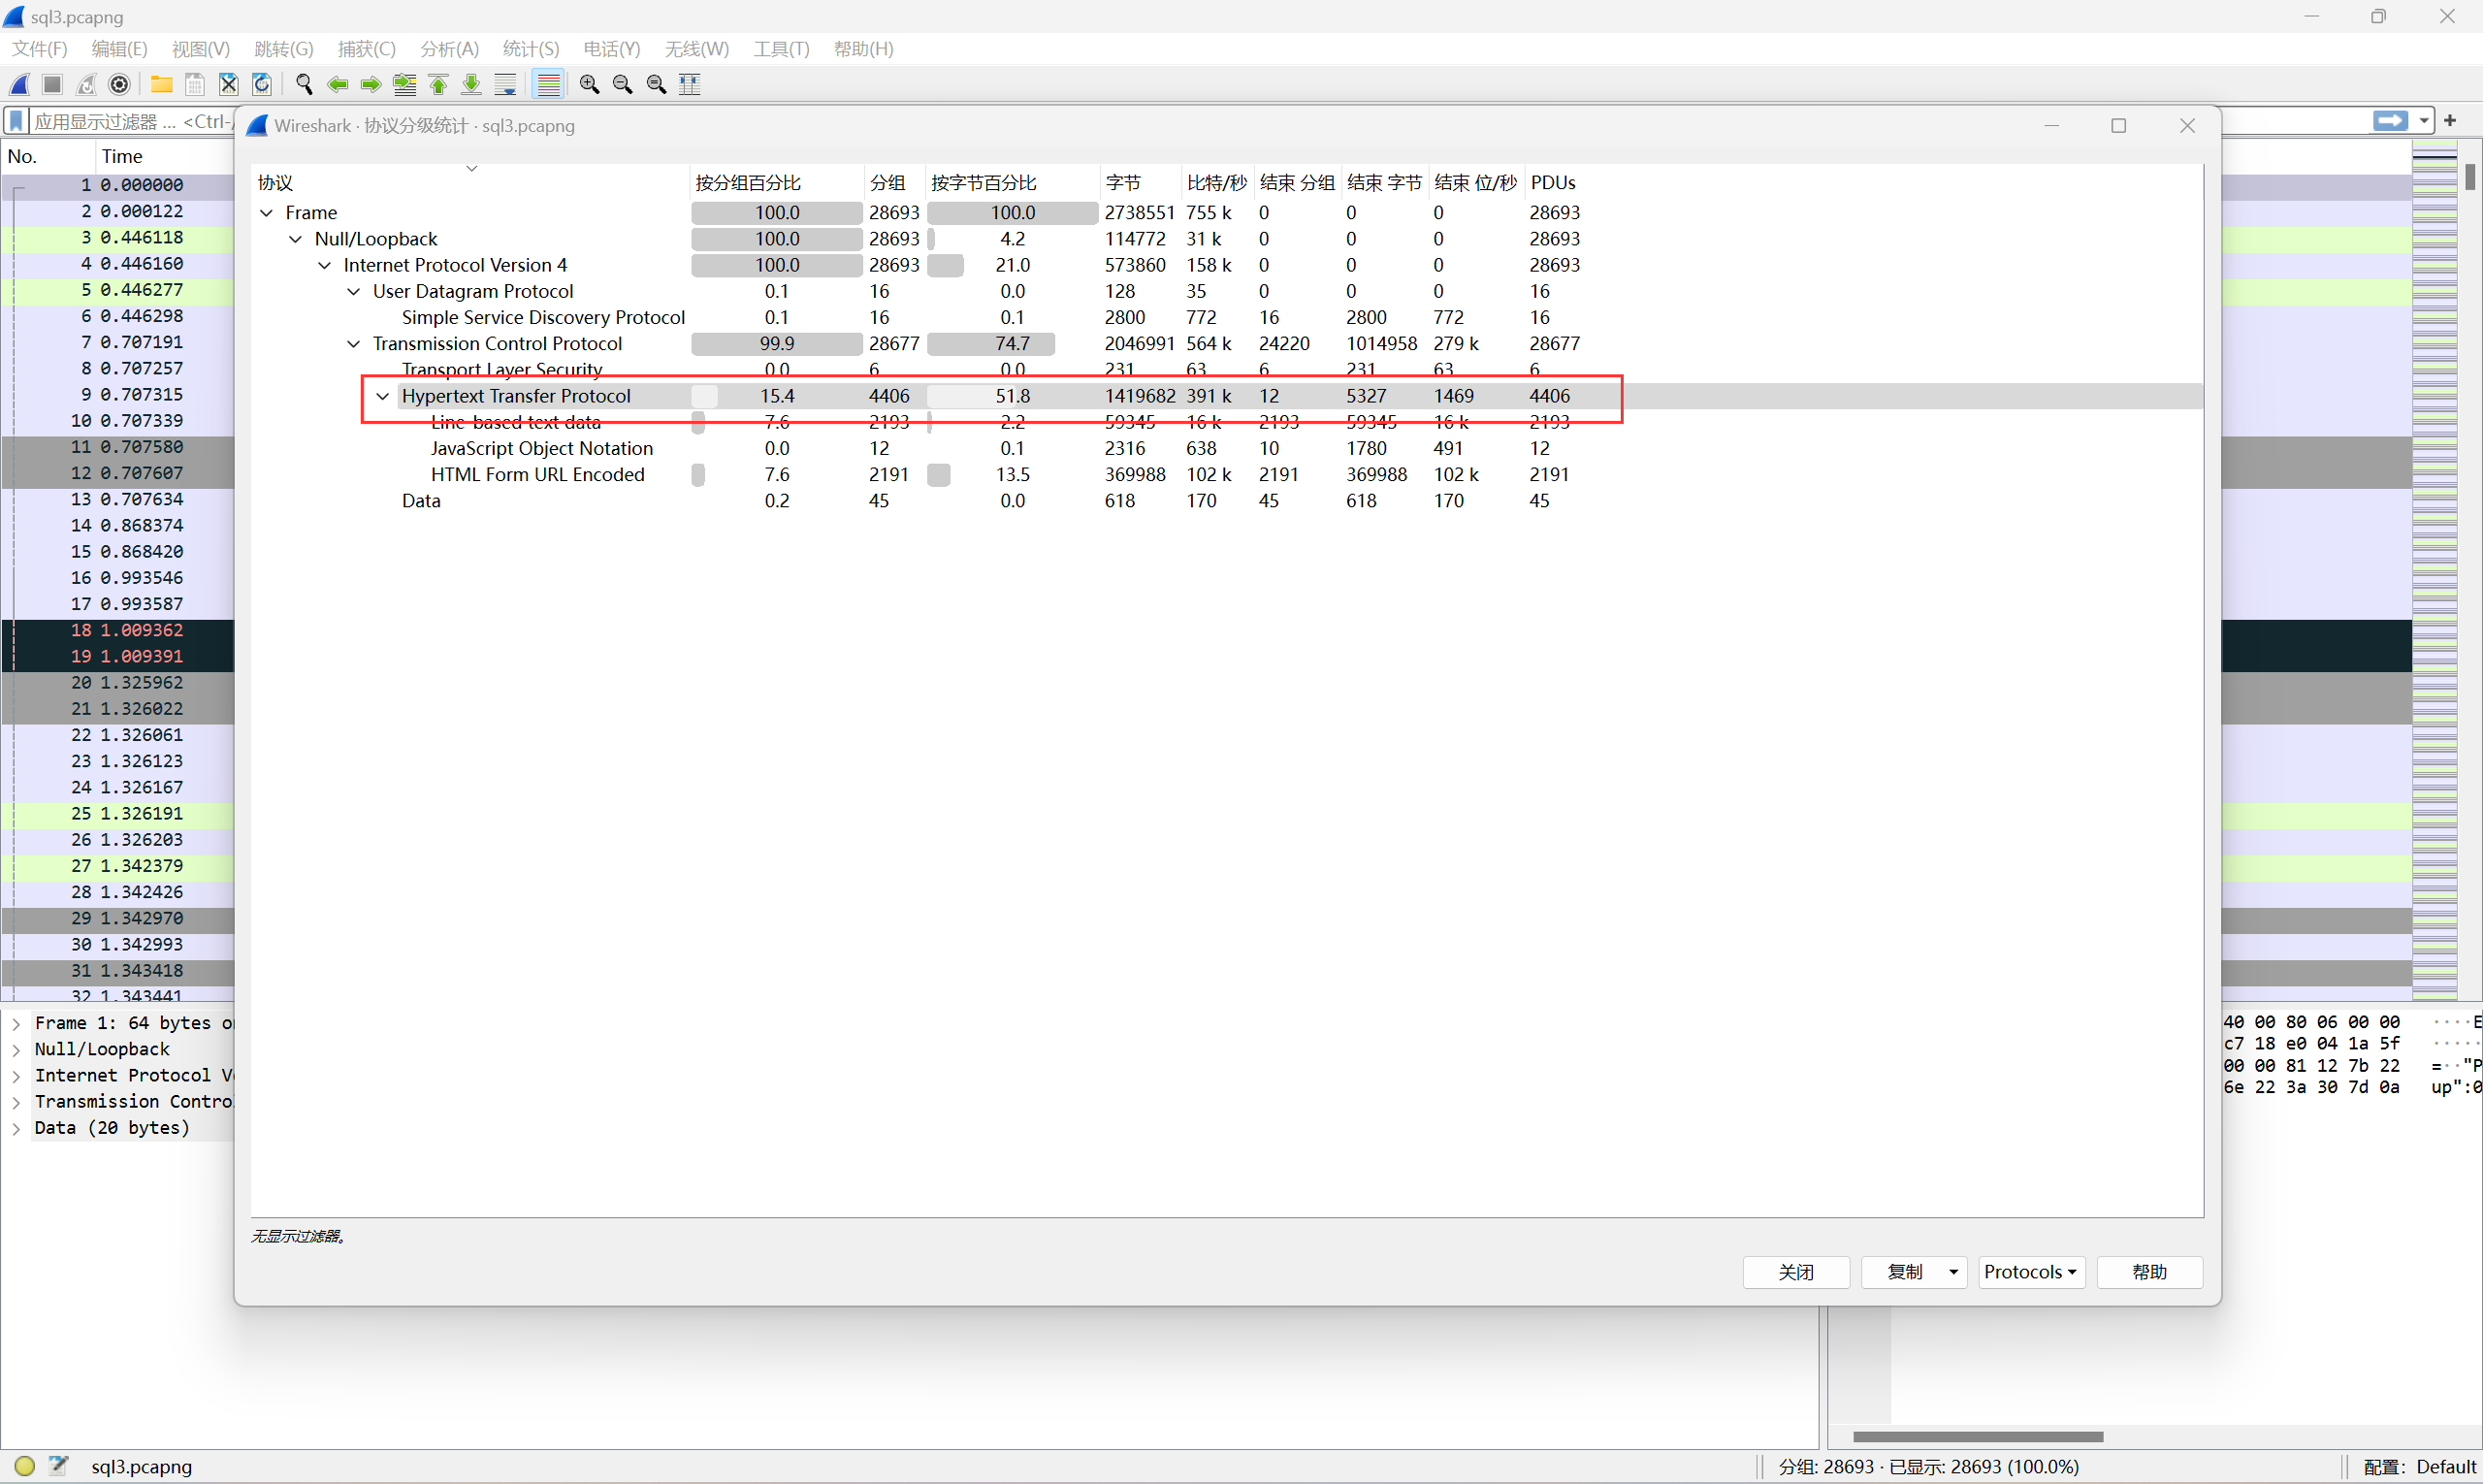 sql3.pcapng
文件(F) 编辑(E) 视图(V) 跳转(G) 捕获(C) 分析(A) 统计(S) 电话(Y) 无线(W) 工具(T) 帮助(H)
应用显示过滤器 … <Ctrl-/
Wireshark · 协议分级统计 · sql3.pcapng
No. Time
1 0.000000
2 0.000122
3 0.446118
4 0.446160
5 0.446277
6 0.446298
7 0.707191
8 0.707257
9 0.707315
10 0.707339
11 0.707580
12 0.707607
13 0.707634
14 0.868374
15 0.868420
16 0.993546
17 0.993587
18 1.009362
19 1.009391
20 1.325962
21 1.326022
22 1.326061
23 1.326123
24 1.326167
25 1.326191
26 1.326203
27 1.342379
28 1.342426
29 1.342970
30 1.342993
31 1.343418
32 1.343441
协议 按分组百分比 分组 按字节百分比 字节 比特/秒 结束 分组 结束 字节 结束 位/秒 PDUs
Frame 100.0 28693 100.0 2738551 755 k 0 0 0 28693
Null/Loopback 100.0 28693 4.2 114772 31 k 0 0 0 28693
Internet Protocol Version 4 100.0 28693 21.0 573860 158 k 0 0 0 28693
User Datagram Protocol 0.1 16 0.0 128 35 0 0 0 16
Simple Service Discovery Protocol 0.1 16 0.1 2800 772 16 2800 772 16
Transmission Control Protocol 99.9 28677 74.7 2046991 564 k 24220 1014958 279 k 28677
Transport Layer Security 0.0 6 0.0 231 63 6 231 63 6
Hypertext Transfer Protocol 15.4 4406 51.8 1419682 391 k 12 5327 1469 4406
Line-based text data 7.6 2193 2.2 59345 16 k 2193 59345 16 k 2193
JavaScript Object Notation 0.0 12 0.1 2316 638 10 1780 491 12
HTML Form URL Encoded 7.6 2191 13.5 369988 102 k 2191 369988 102 k 2191
Data 0.2 45 0.0 618 170 45 618 170 45
无显示过滤器。
关闭 复制 Protocols 帮助
Frame 1: 64 bytes o
Null/Loopback
Internet Protocol V
Transmission Contro
Data (20 bytes)
40 00 80 06 00 00 ····E
c7 18 e0 04 1a 5f ·····
00 00 81 12 7b 22 =··"P
6e 22 3a 30 7d 0a up":0
sql3.pcapng
分组: 28693 · 已显示: 28693 (100.0%)
配置: Default